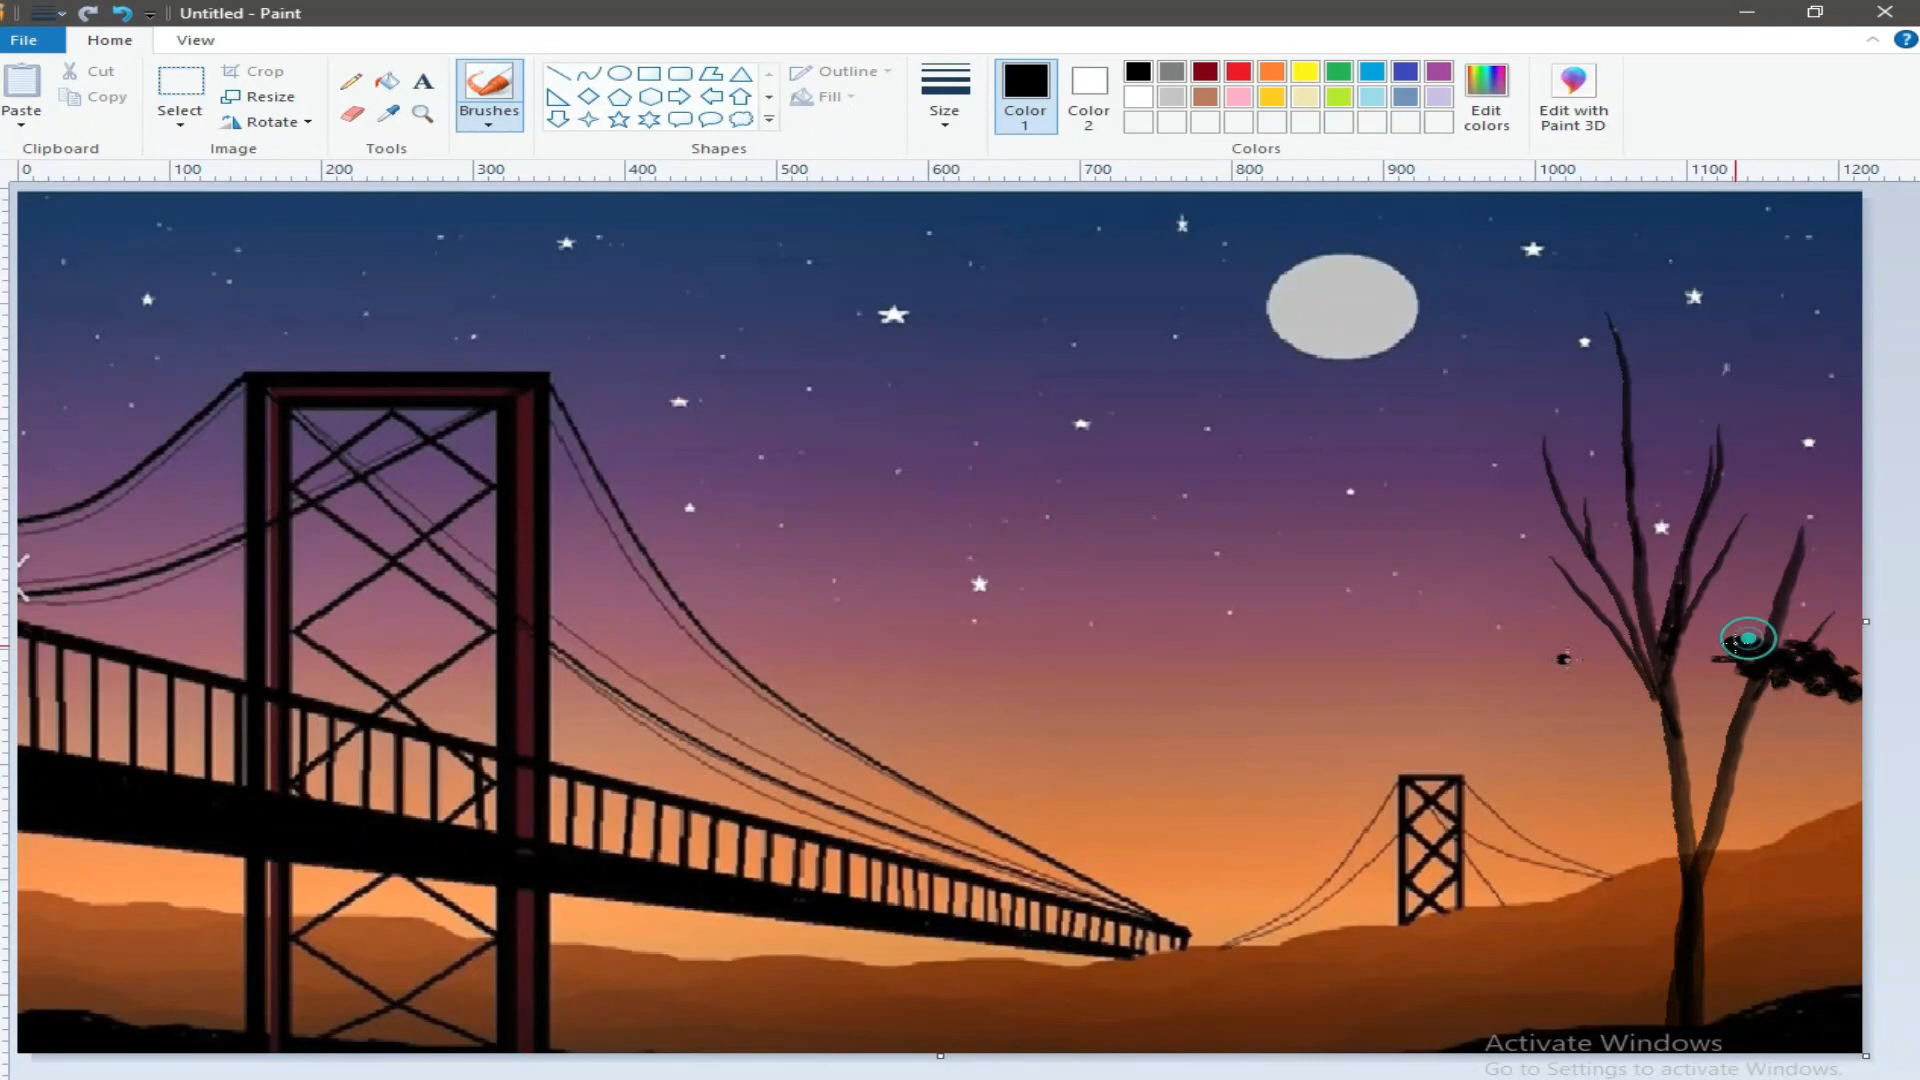 Untitled - Paint
File Home View
Paste
Cut
Copy
Clipboard
Select
Crop
Resize
Rotate
Image
A
Tools
Brushes
Shapes
Outline
Fill
Size
Color
1
Color
2
Colors
Edit
colors
Edit with
Paint 3D
?
0 100 200 300 400 500 600 700 800 900 1000 1100 1200
Activate Windows
Go to Settings to activate Windows.